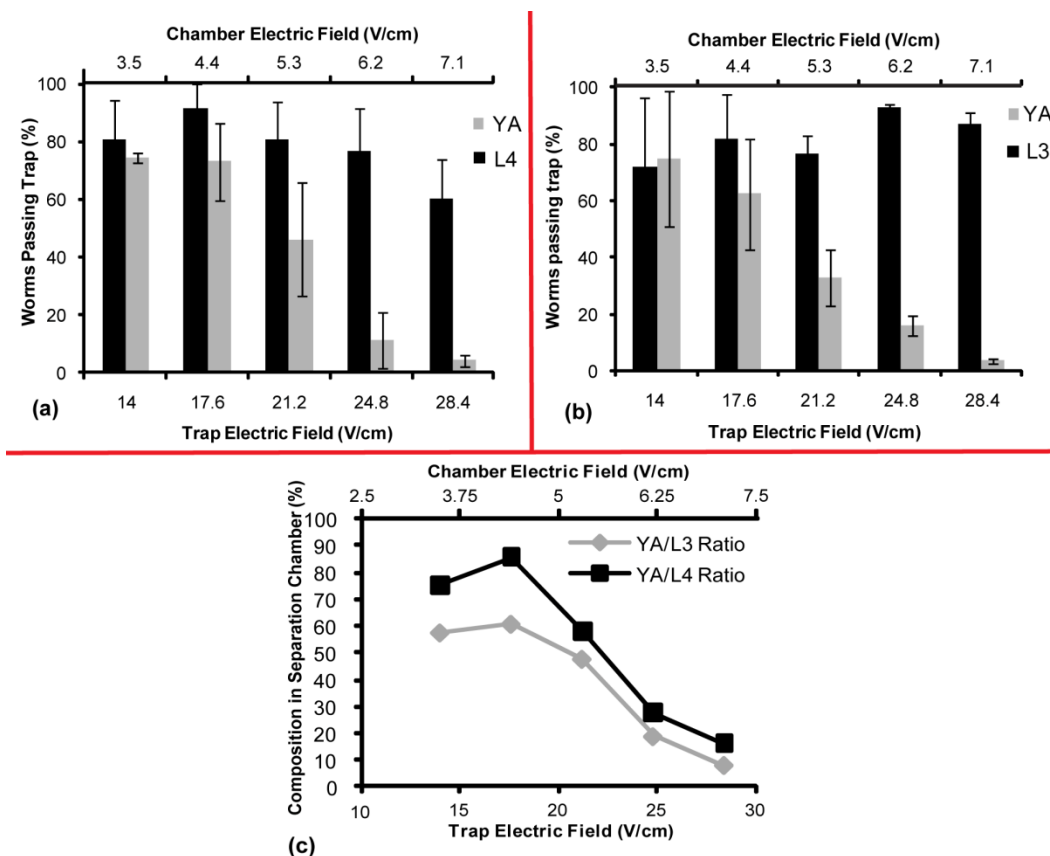 Chamber Electric Field (V/cm)
3.5 4.4 5.3 6.2 7.1
100
80
60
40
20
0
Worms Passing Trap (%)
YA
L4
14 17.6 21.2 24.8 28.4
(a)
Trap Electric Field (V/cm)
Chamber Electric Field (V/cm)
3.5 4.4 5.3 6.2 7.1
100
80
60
40
20
0
Worms passing trap (%)
YA
L3
14 17.6 21.2 24.8 28.4
(b)
Trap Electric Field (V/cm)
Chamber Electric Field (V/cm)
2.5 3.75 5 6.25 7.5
100
90
80
70
60
50
40
30
20
10
0
Composition in Separation Chamber (%)
YA/L3 Ratio
YA/L4 Ratio
10 15 20 25 30
(c)
Trap Electric Field (V/cm)